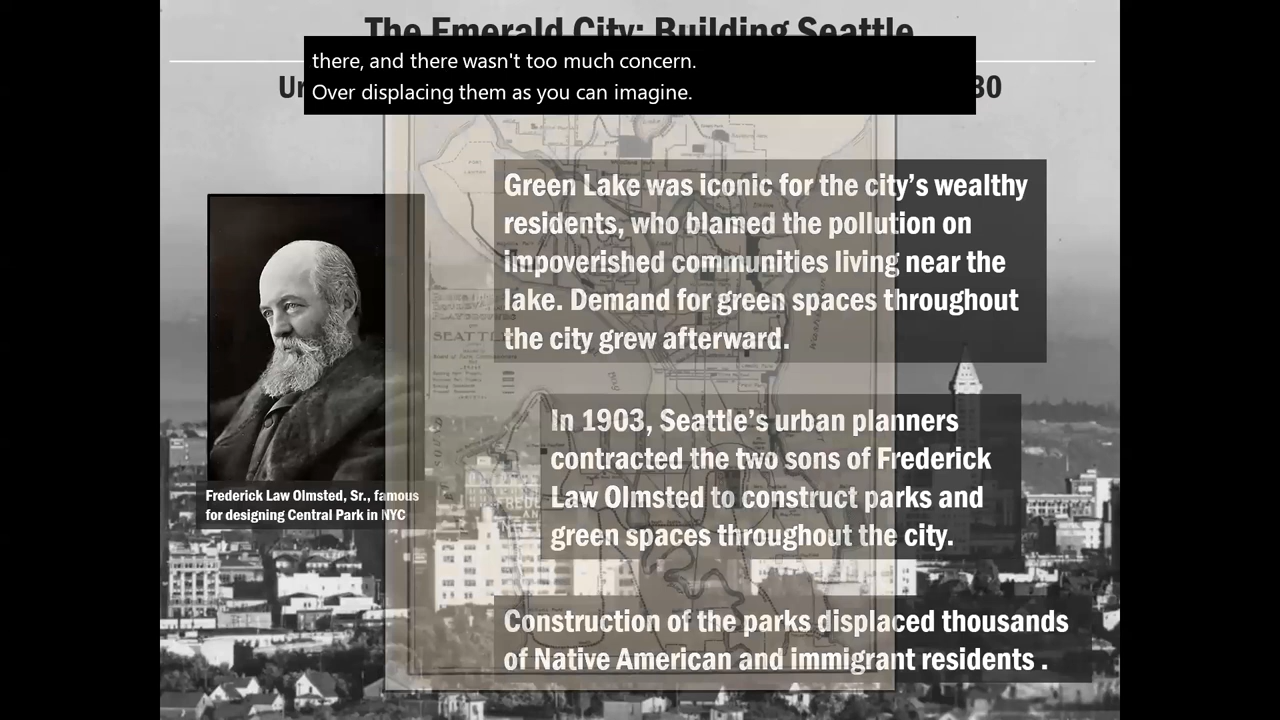 The Emerald City: Building Seattle
there, and there wasn't too much concern.
Over displacing them as you can imagine.
30
Green Lake was iconic for the city’s wealthy
residents, who blamed the pollution on
impoverished communities living near the
lake. Demand for green spaces throughout
the city grew afterward.
SEATTLE
Frederick Law Olmsted, Sr., famous
for designing Central Park in NYC
In 1903, Seattle’s urban planners
contracted the two sons of Frederick
Law Olmsted to construct parks and
green spaces throughout the city.
Construction of the parks displaced thousands
of Native American and immigrant residents .